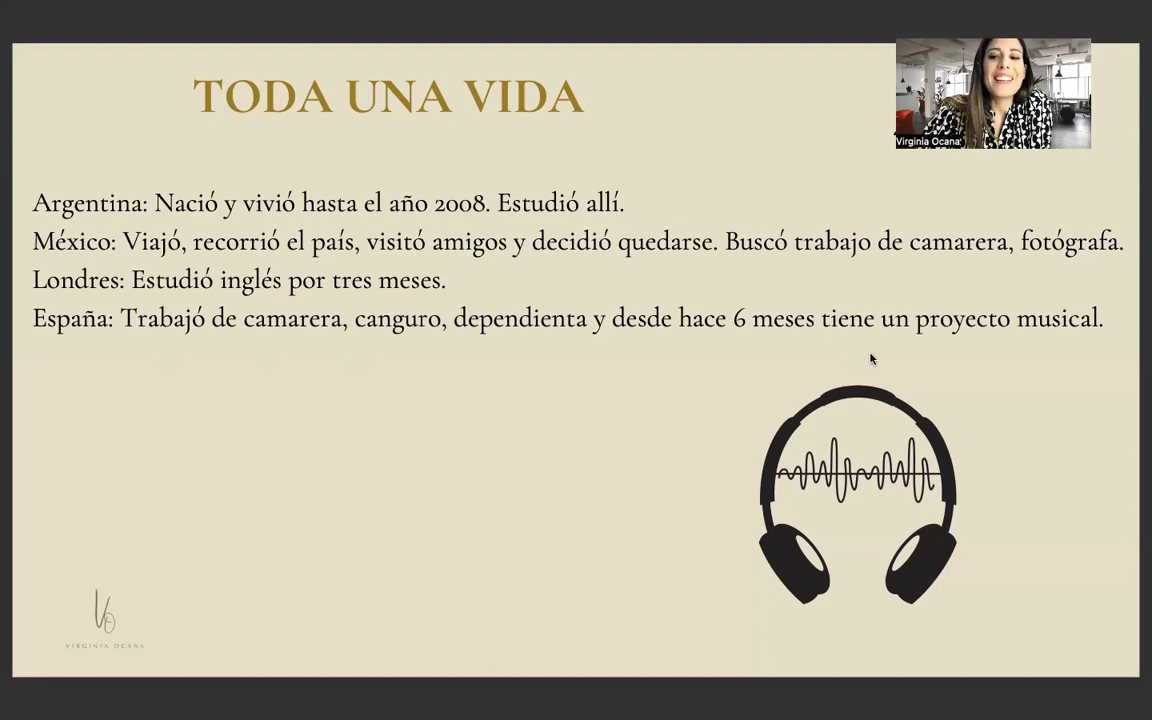 TODA UNA VIDA
Virginia Ocana
Argentina: Nació y vivió hasta el año 2008. Estudió allí.
México: Viajó, recorrió el país, visitó amigos y decidió quedarse. Buscó trabajo de camarera, fotógrafa.
Londres: Estudió inglés por tres meses.
España: Trabajó de camarera, canguro, dependienta y desde hace 6 meses tiene un proyecto musical.
VO
VIRGINIA OCANA